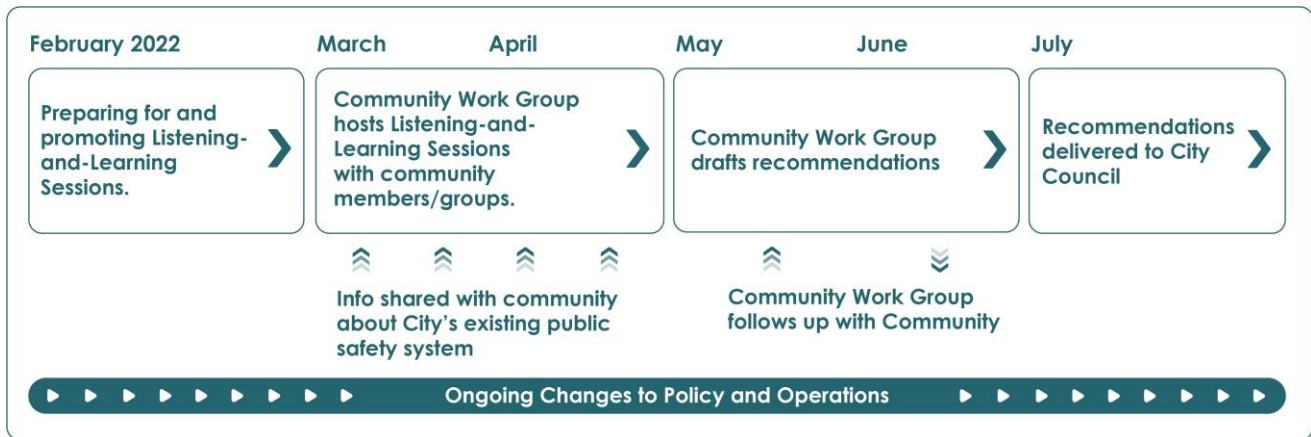 February 2022
March
April
May
June
July
Preparing for and
promoting Listening-
and-Learning
Sessions.
Community Work Group
hosts Listening-and-
Learning Sessions
with community
members/groups.
Community Work Group
drafts recommendations
Recommendations
delivered to City
Council
Info shared with community
about City's existing public
safety system
Community Work Group
follows up with Community
Ongoing Changes to Policy and Operations